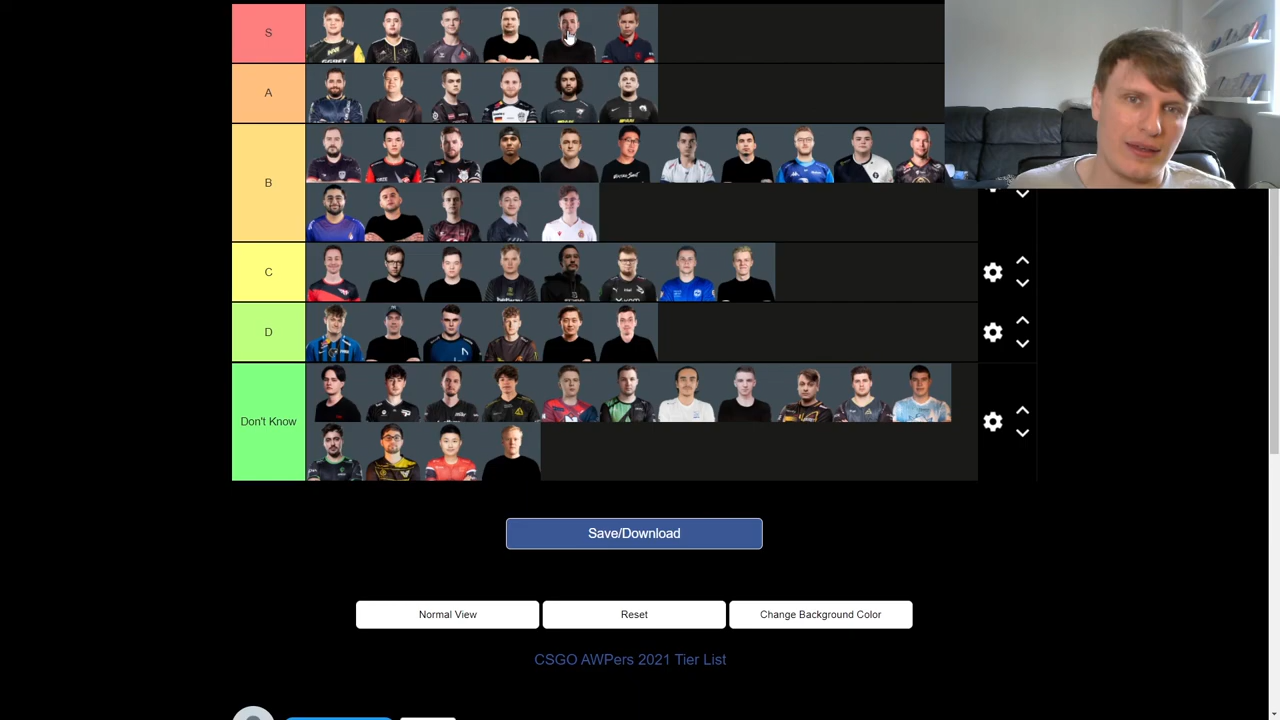 S
A
B
C
D
Don't Know
Save/Download
Normal View
Reset
Change Background Color
CSGO AWPers 2021 Tier List